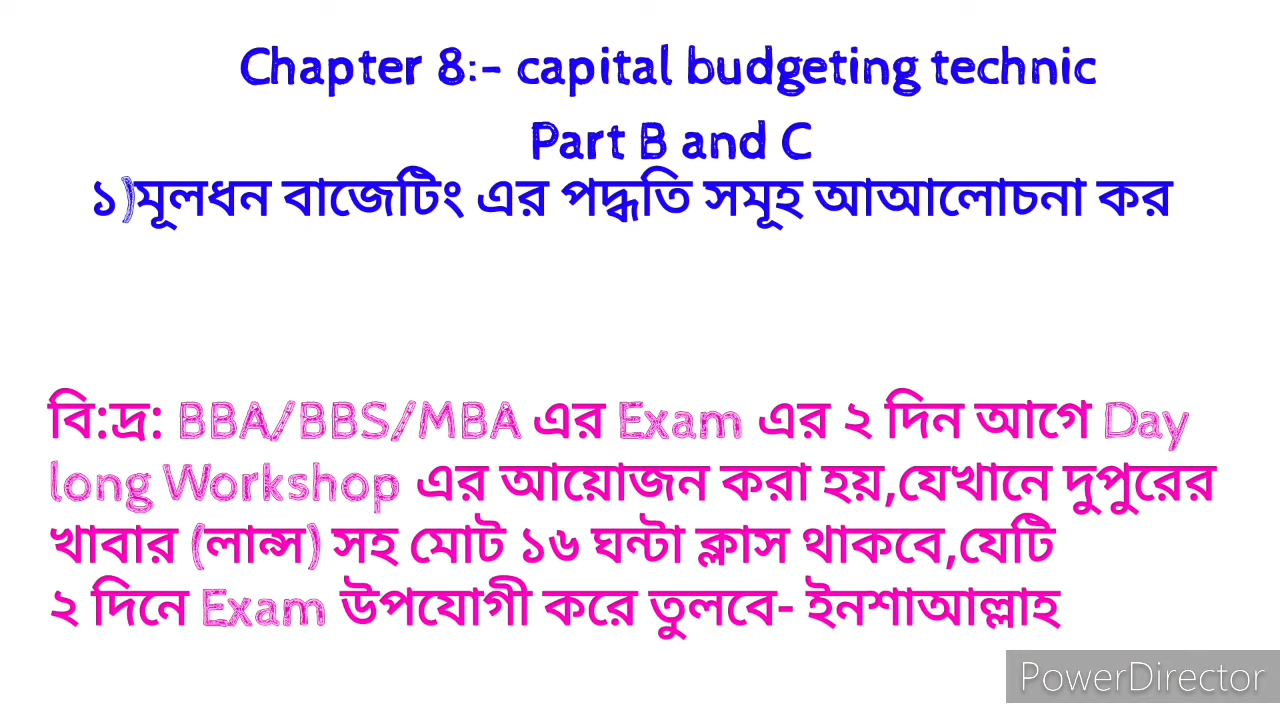 Chapter 8:- capital budgeting technic
Part B and C
১)মূলধন বাজেটিং এর পদ্ধতি সমূহ আআলোচনা কর
বি:দ্র: BBA/BBS/MBA এর Exam এর ২ দিন আগে Day
long Workshop এর আয়োজন করা হয়,যেখানে দুপুরের
খাবার (লান্স) সহ মোট ১৬ ঘন্টা ক্লাস থাকবে,যেটি
২ দিনে Exam উপযোগী করে তুলবে- ইনশাআল্লাহ
PowerDirector